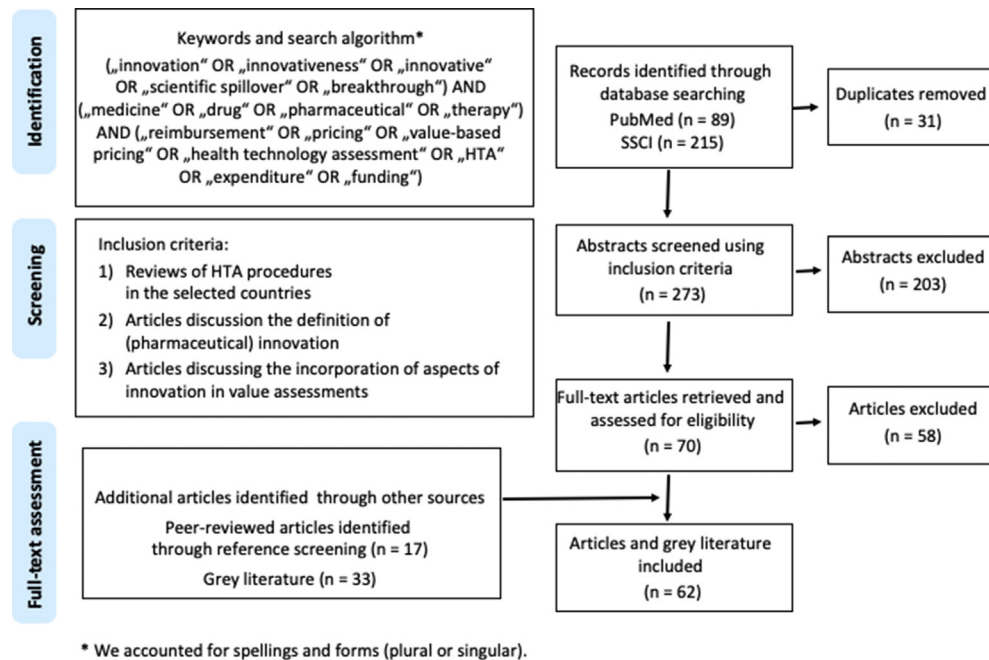 Identification
Keywords and search algorithm*
(„innovation“ OR „innovativeness“ OR „innovative“
OR „scientific spillover“ OR „breakthrough“) AND
(„medicine“ OR „drug“ OR „pharmaceutical“ OR „therapy“)
AND („reimbursement“ OR „pricing“ OR „value-based
pricing“ OR „health technology assessment“ OR „HTA“
OR „expenditure“ OR „funding“)
Records identified through
database searching
PubMed (n = 89)
SSCI (n = 215)
Duplicates removed
(n = 31)
Screening
Inclusion criteria:
1) Reviews of HTA procedures
in the selected countries
2) Articles discussion the definition of
(pharmaceutical) innovation
3) Articles discussing the incorporation of aspects of
innovation in value assessments
Abstracts screened using
inclusion criteria
(n = 273)
Abstracts excluded
(n = 203)
Full-text articles retrieved and
assessed for eligibility
(n = 70)
Articles excluded
(n = 58)
Full-text assessment
Additional articles identified through other sources
Peer-reviewed articles identified
through reference screening (n = 17)
Grey literature (n = 33)
Articles and grey literature
included
(n = 62)
* We accounted for spellings and forms (plural or singular).